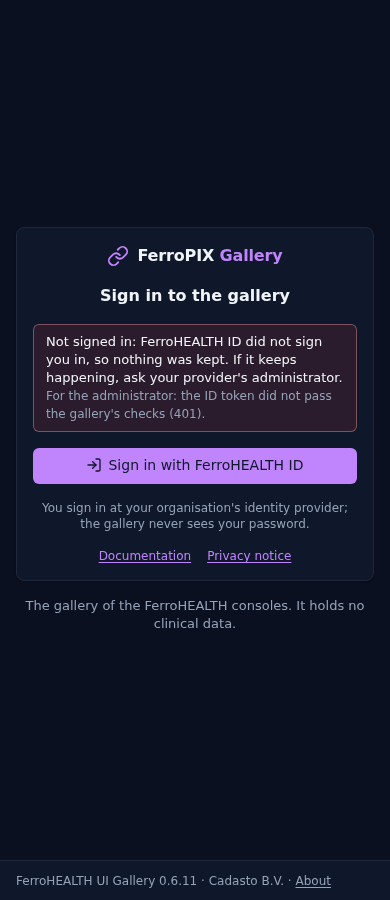 FerroPIX Gallery
Sign in to the gallery
Not signed in: FerroHEALTH ID did not sign
you in, so nothing was kept. If it keeps
happening, ask your provider's administrator.
For the administrator: the ID token did not pass
the gallery's checks (401).
Sign in with FerroHEALTH ID
You sign in at your organisation's identity provider;
the gallery never sees your password.
Documentation Privacy notice
The gallery of the FerroHEALTH consoles. It holds no
clinical data.
FerroHEALTH UI Gallery 0.6.11 · Cadasto B.V. · About